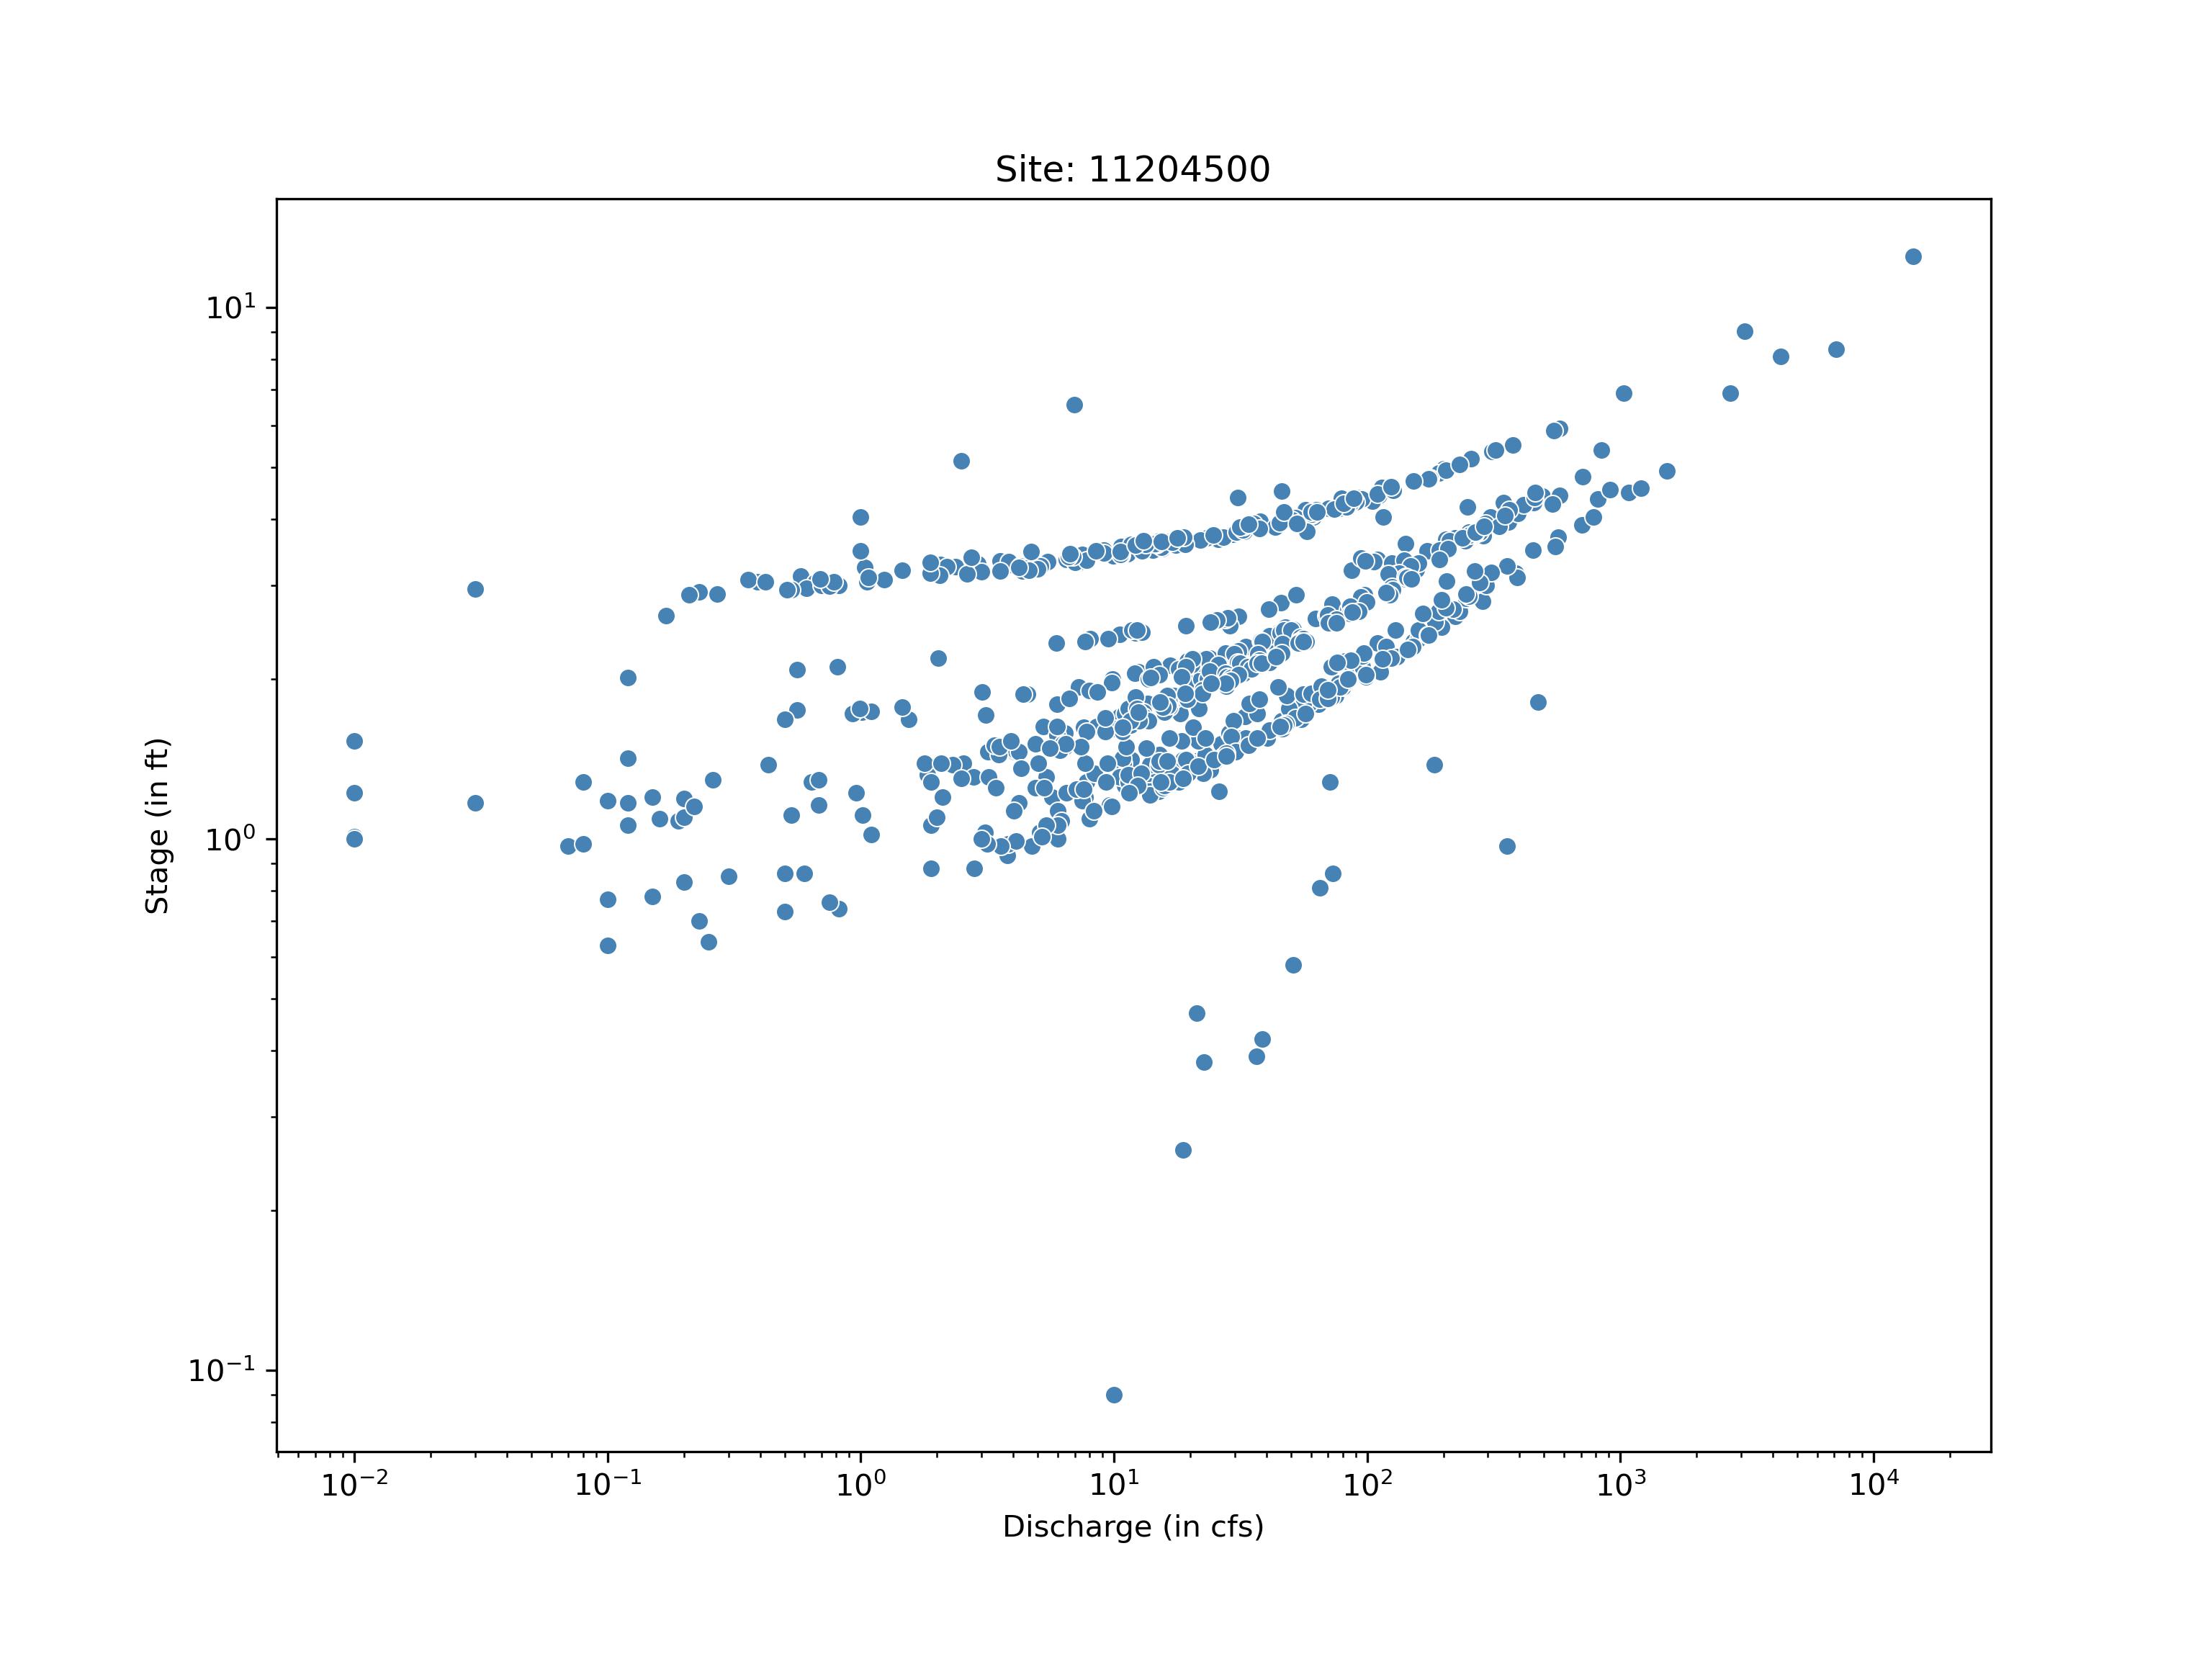 Site: 11204500
Stage (in ft)
10¹
10⁰
10⁻¹
10⁻² 10⁻¹ 10⁰ 10¹ 10² 10³ 10⁴
Discharge (in cfs)